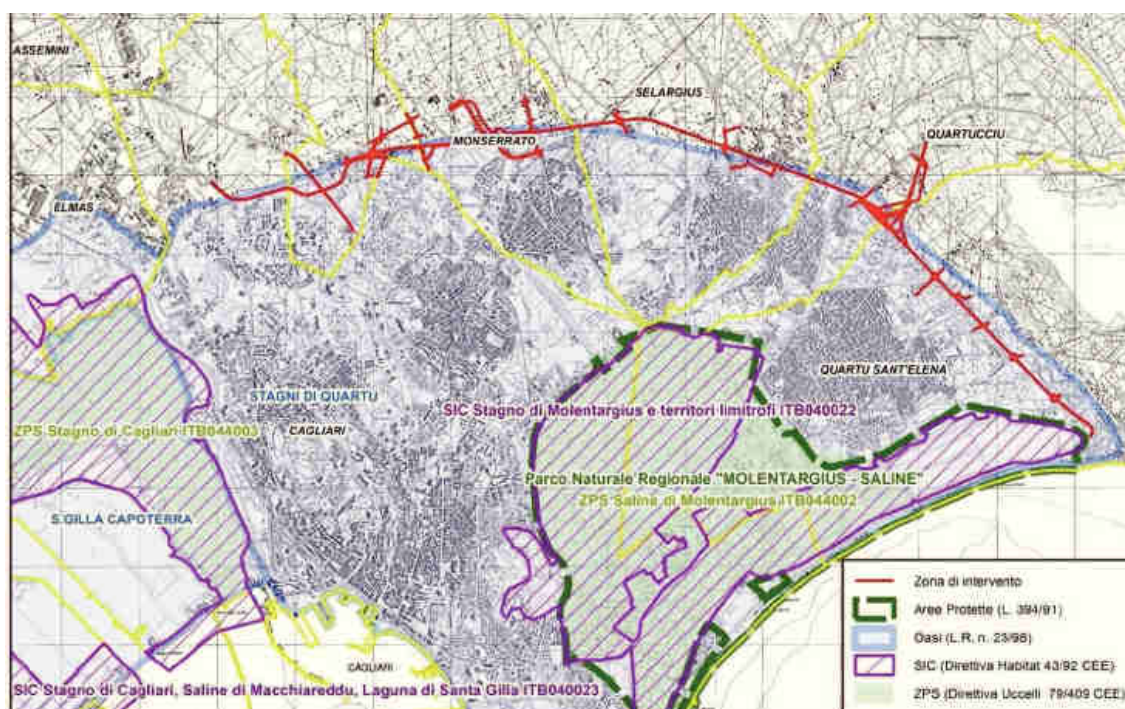 ASSEMINI
SELARGIUS
MONSERRATO
QUARTUCCIU
ELMAS
QUARTU SANT'ELENA
STAGNI DI QUARTU
SIC Stagno di Molentargius e territori limitrofi ITB040022
ZPS Stagno di Cagliari ITB044003
CAGLIARI
Parco Naturale Regionale "MOLENTARGIUS - SALINE"
ZPS Saline di Molentargius ITB044002
S.GILLA CAPOTERRA
CAGLIARI
SIC Stagno di Cagliari, Saline di Macchiareddu, Laguna di Santa Gilla ITB040023
Zona di intervento
Aree Protette (L. 394/91)
Oasi (L.R. n. 23/98)
SIC (Direttiva Habitat 43/92 CEE)
ZPS (Direttiva Uccelli 79/409 CEE)